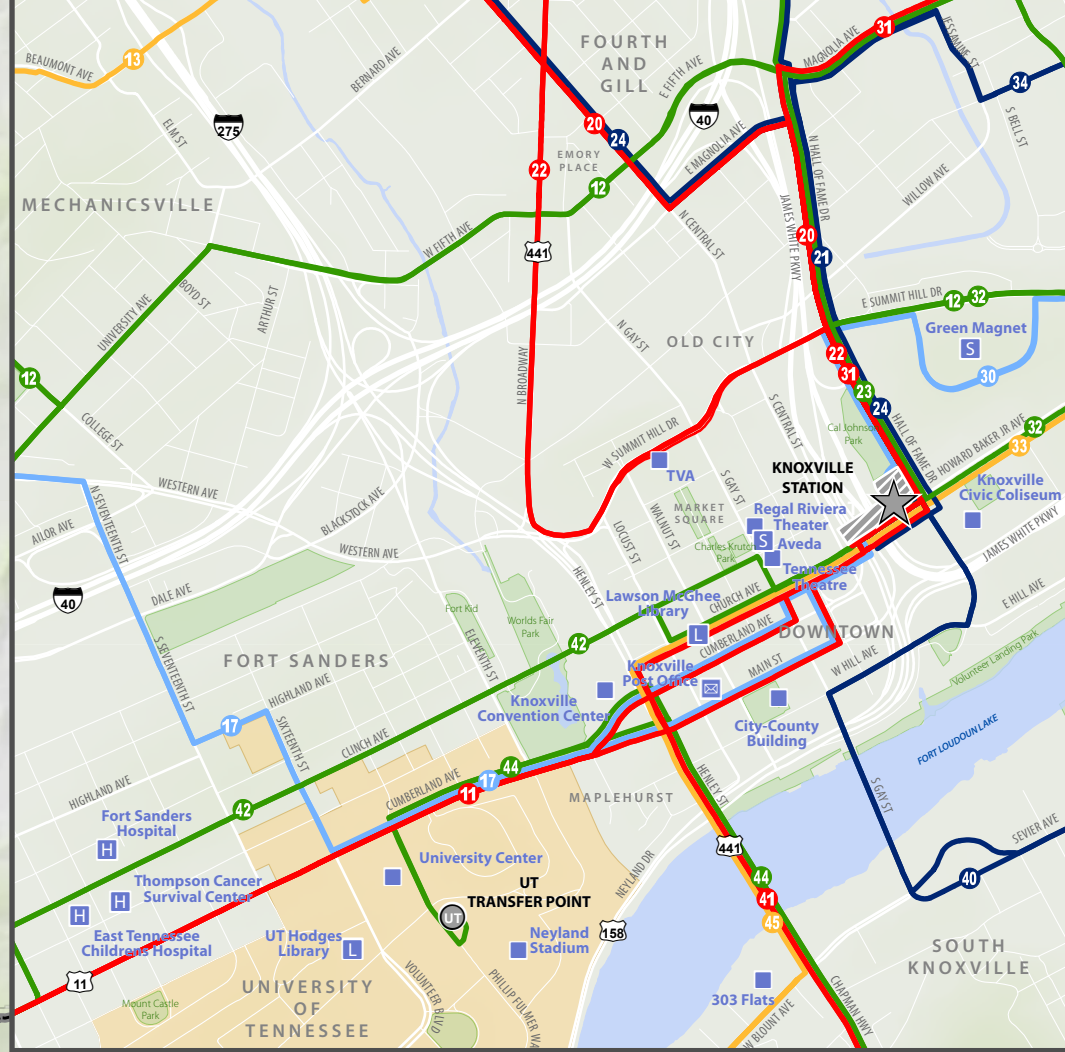 31
FOURTH
AND
GILL
MAGNOLIA AVE
JESSAMINE ST
13
BEAUMONT AVE
BERNARD AVE
E FIFTH AVE
34
275
ELM ST
20
24
40
E MAGNOLIA AVE
S BELL ST
EMORY
PLACE
22
12
N HALL OF FAME DR
WILLOW AVE
MECHANICSVILLE
JAMES WHITE PKWY
N CENTRAL ST
W FIFTH AVE
20
441
21
BOYD ST
ARTHUR ST
UNIVERSITY AVE
E SUMMIT HILL DR
12
32
Green Magnet
S
N GAY ST
OLD CITY
22
31
30
12
N BROADWAY
23
24
S CENTRAL ST
HALL OF FAME DR
COLLEGE ST
Cal Johnson
Park
W SUMMIT HILL DR
HOWARD BAKER JR AVE
32
33
TVA
KNOXVILLE
STATION
Knoxville
Civic Coliseum
WESTERN AVE
N SEVENTEENTH ST
BLACKSTOCK AVE
S GAY ST
MARKET
SQUARE
Regal Riviera
Theater
AILOR AVE
WALNUT ST
LOCUST ST
S
Aveda
JAMES WHITE PKWY
WESTERN AVE
Charles Krutch
Park
Tennessee
Theatre
40
DALE AVE
HENLEY ST
Lawson McGhee
Library
CHURCH AVE
E HILL AVE
Fort Kid
Worlds Fair
Park
L
CUMBERLAND AVE
DOWNTOWN
42
S SEVENTEENTH ST
FORT SANDERS
ELEVENTH ST
Knoxville
Post Office
MAIN ST
W HILL AVE
Volunteer Landing Park
HIGHLAND AVE
Knoxville
Convention Center
17
SIXTEENTH ST
City-County
Building
CLINCH AVE
FORT LOUDOUN LAKE
44
17
11
CUMBERLAND AVE
HIGHLAND AVE
MAPLEHURST
HENLEY ST
S GAY ST
42
Fort Sanders
Hospital
H
441
SEVIER AVE
University Center
NEYLAND DR
Thompson Cancer
Survival Center
H
UT
TRANSFER POINT
44
40
H
UT
41
East Tennessee
Childrens Hospital
UT Hodges
Library
L
Neyland
Stadium
158
45
SOUTH
KNOXVILLE
11
303 Flats
UNIVERSITY
OF
TENNESSEE
Mount Castle
Park
VOLUNTEER BLVD
PHILLIP FULMER WA
W BLOUNT AVE
CHAPMAN HWY